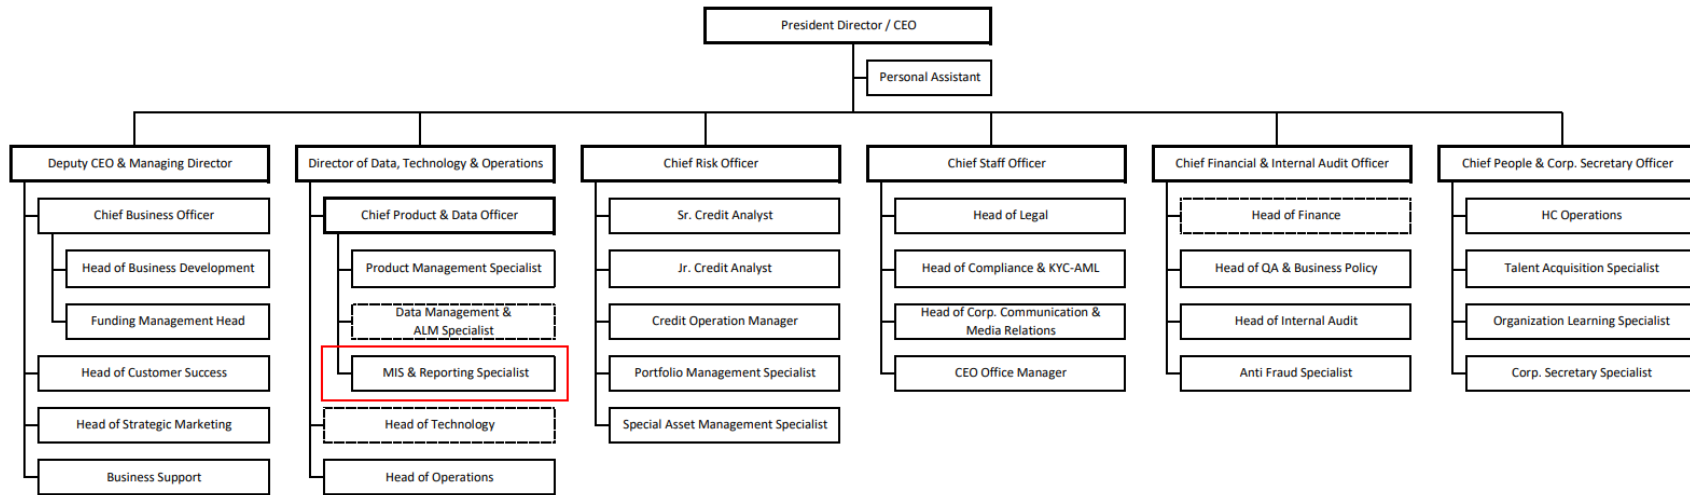 President Director / CEO
Personal Assistant
Deputy CEO & Managing Director
Chief Business Officer
Head of Business Development
Funding Management Head
Head of Customer Success
Head of Strategic Marketing
Business Support
Director of Data, Technology & Operations
Chief Product & Data Officer
Product Management Specialist
Data Management &
ALM Specialist
MIS & Reporting Specialist
Head of Technology
Head of Operations
Chief Risk Officer
Sr. Credit Analyst
Jr. Credit Analyst
Credit Operation Manager
Portfolio Management Specialist
Special Asset Management Specialist
Chief Staff Officer
Head of Legal
Head of Compliance & KYC-AML
Head of Corp. Communication &
Media Relations
CEO Office Manager
Chief Financial & Internal Audit Officer
Head of Finance
Head of QA & Business Policy
Head of Internal Audit
Anti Fraud Specialist
Chief People & Corp. Secretary Officer
HC Operations
Talent Acquisition Specialist
Organization Learning Specialist
Corp. Secretary Specialist